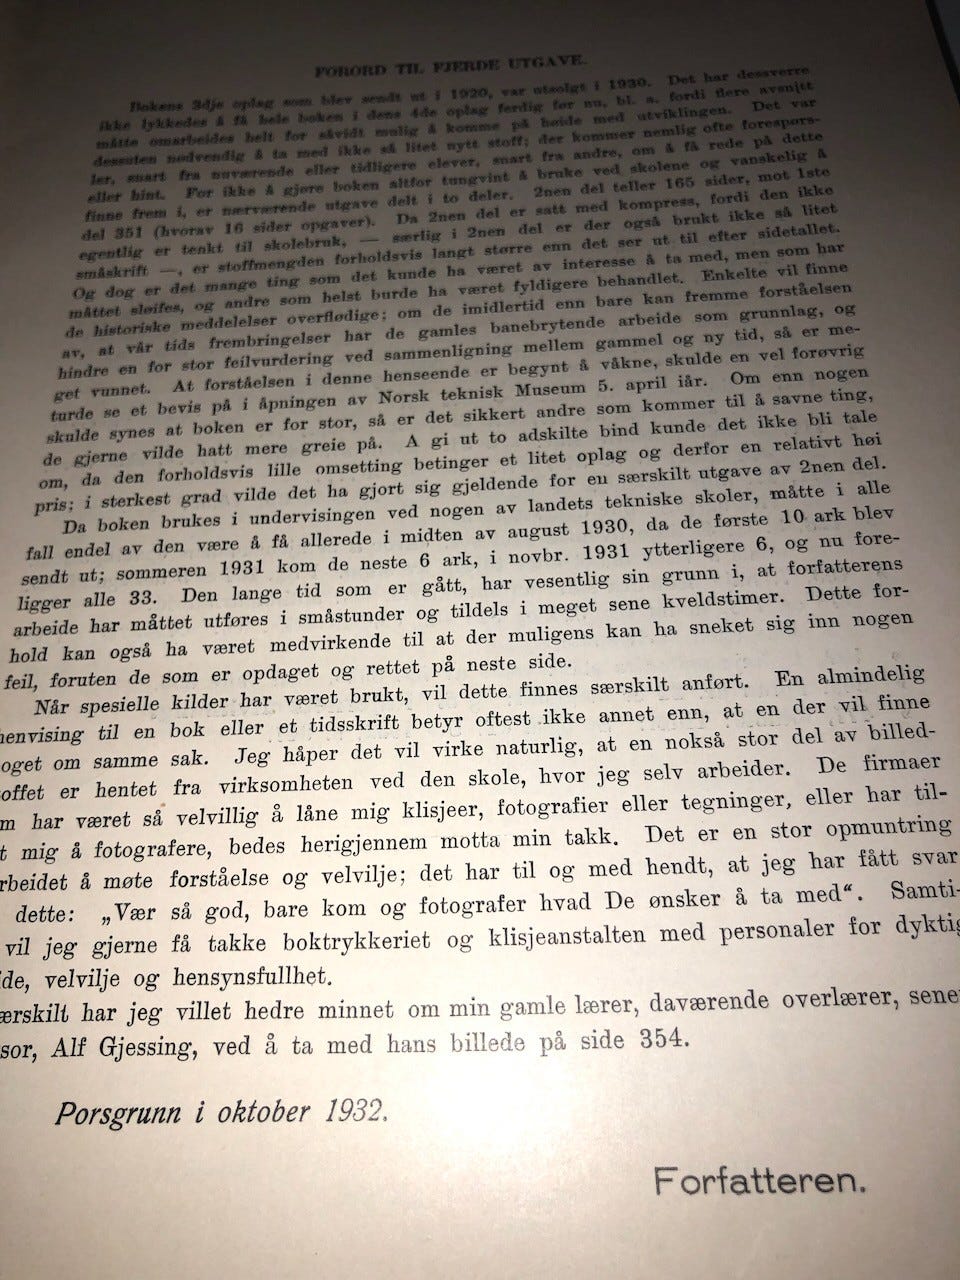 FORORD TIL FJERDE UTGAVE.
Bokens 3dje oplag som blev sendt ut i 1920, var utsolgt i 1930. Det har dessverre
ikke lykkedes å få hele boken i dens 4de oplag ferdig før nu, bl. a. fordi flere avsnitt
måtte omarbeides helt for såvidt mulig å komme på høide med utviklingen. Det var
dessuten nødvendig å ta med ikke så litet nytt stoff; der kommer nemlig ofte forespørs-
ler, snart fra nuværende eller tidligere elever, snart fra andre, om å få rede på dette
eller hint. For ikke å gjøre boken altfor tungvint å bruke ved skolene og vanskelig å
finne frem i, er nærværende utgave delt i to deler. 2nen del teller 165 sider, mot 1ste
del 351 (hvorav 16 sider opgaver). Da 2nen del er satt med kompress, fordi den ikke
egentlig er tenkt til skolebruk, — særlig i 2nen del er der også brukt ikke så litet
småskrift —, er stoffmengden forholdsvis langt større enn det ser ut til efter sidetallet.
Og dog er det mange ting som det kunde ha været av interesse å ta med, men som har
måttet sløifes, og andre som helst burde ha været fyldigere behandlet. Enkelte vil finne
de historiske meddelelser overflødige; om de imidlertid enn bare kan fremme forståelsen
av, at vår tids frembringelser har de gamles banebrytende arbeide som grunnlag, og
hindre en for stor feilvurdering ved sammenligning mellem gammel og ny tid, så er me-
get vunnet. At forståelsen i denne henseende er begynt å våkne, skulde en vel forøvrig
turde se et bevis på i åpningen av Norsk teknisk Museum 5. april iår. Om enn nogen
skulde synes at boken er for stor, så er det sikkert andre som kommer til å savne ting,
de gjerne vilde hatt mere greie på. A gi ut to adskilte bind kunde det ikke bli tale
om, da den forholdsvis lille omsetting betinger et litet oplag og derfor en relativt høi
pris; i sterkest grad vilde det ha gjort sig gjeldende for en særskilt utgave av 2nen del.
Da boken brukes i undervisingen ved nogen av landets tekniske skoler, måtte i alle
fall endel av den være å få allerede i midten av august 1930, da de første 10 ark blev
sendt ut; sommeren 1931 kom de neste 6 ark, i novbr. 1931 ytterligere 6, og nu fore-
ligger alle 33. Den lange tid som er gått, har vesentlig sin grunn i, at forfatterens
arbeide har måttet utføres i småstunder og tildels i meget sene kveldstimer. Dette for-
hold kan også ha været medvirkende til at der muligens kan ha sneket sig inn nogen
feil, foruten de som er opdaget og rettet på neste side.
Når spesielle kilder har været brukt, vil dette finnes særskilt anført. En almindelig
henvising til en bok eller et tidsskrift betyr oftest ikke annet enn, at en der vil finne
oget om samme sak. Jeg håper det vil virke naturlig, at en nokså stor del av billed-
offet er hentet fra virksomheten ved den skole, hvor jeg selv arbeider. De firmaer
m har været så velvillig å låne mig klisjeer, fotografier eller tegninger, eller har til-
t mig å fotografere, bedes herigjennem motta min takk. Det er en stor opmuntring
rbeidet å møte forståelse og velvilje; det har til og med hendt, at jeg har fått svar
dette: „Vær så god, bare kom og fotografer hvad De ønsker å ta med“. Samti-
vil jeg gjerne få takke boktrykkeriet og klisjeanstalten med personaler for dyktig
ide, velvilje og hensynsfullhet.
ærskilt har jeg villet hedre minnet om min gamle lærer, daværende overlærer, sener
sor, Alf Gjessing, ved å ta med hans billede på side 354.
Porsgrunn i oktober 1932.
Forfatteren.